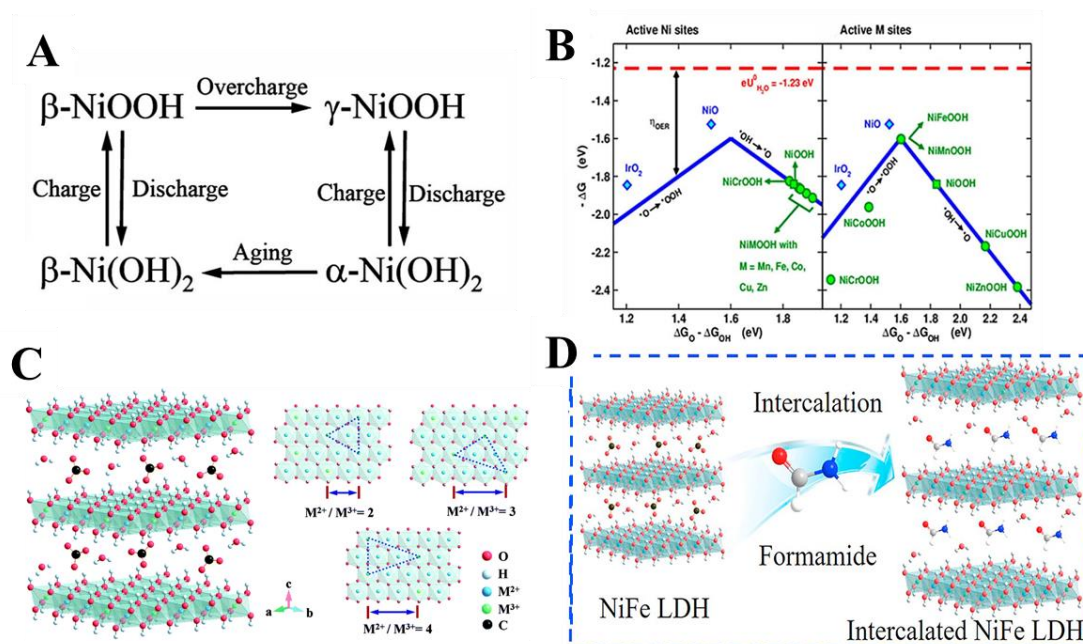 A
β-NiOOH Overcharge γ-NiOOH
Charge Discharge Charge Discharge
β-Ni(OH)₂ Aging α-Ni(OH)₂
B
Active Ni sites
Active M sites
-ΔG (eV)
-1.2
-1.4
-1.6
-1.8
-2.0
-2.2
-2.4
eU⁰H₂O = -1.23 eV
ηOER
NiO
IrO₂
*OH→*O
*O→*OOH
NiOOH
NiCrOOH
NiMOOH with
M = Mn, Fe, Co,
Cu, Zn
1.2 1.4 1.6 1.8
ΔGO - ΔGOH (eV)
NiO
NiFeOOH
NiMnOOH
IrO₂
*O→*OOH
NiOOH
NiCoOOH
*OH→*O
NiCuOOH
NiCrOOH
NiZnOOH
1.2 1.4 1.6 1.8 2.0 2.2 2.4
ΔGO - ΔGOH (eV)
C
M²⁺ / M³⁺ = 2
M²⁺ / M³⁺ = 3
M²⁺ / M³⁺ = 4
O
H
M²⁺
M³⁺
C
c
a b
D
Intercalation
Formamide
NiFe LDH
Intercalated NiFe LDH